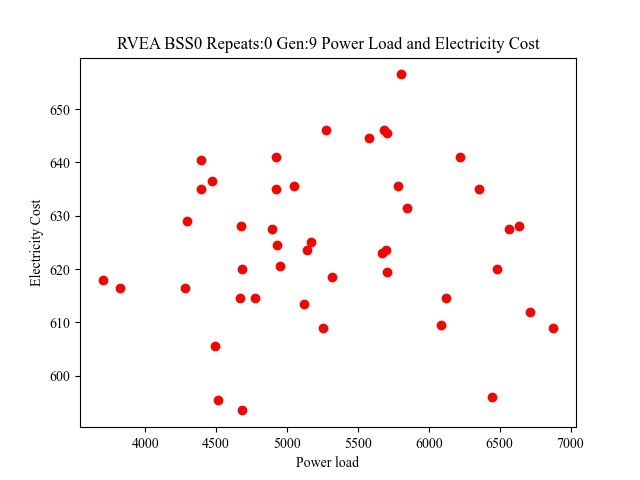 RVEA BSS0 Repeats:0 Gen:9 Power Load and Electricity Cost
Electricity Cost
650
640
630
620
610
600
4000 4500 5000 5500 6000 6500 7000
Power load